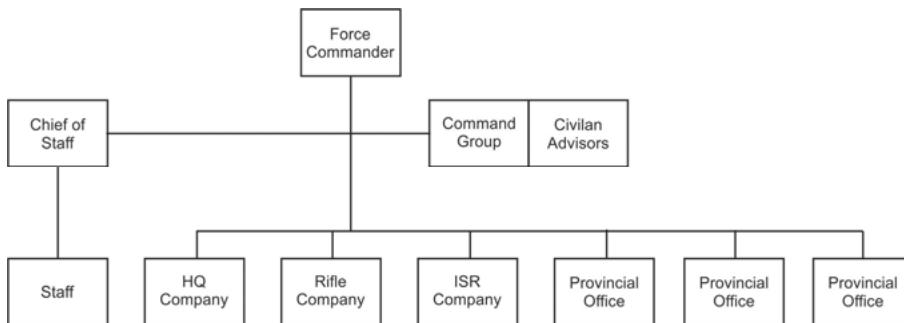 Force
Commander
Chief of
Staff
Command
Group
Civilan
Advisors
Staff
HQ
Company
Rifle
Company
ISR
Company
Provincial
Office
Provincial
Office
Provincial
Office